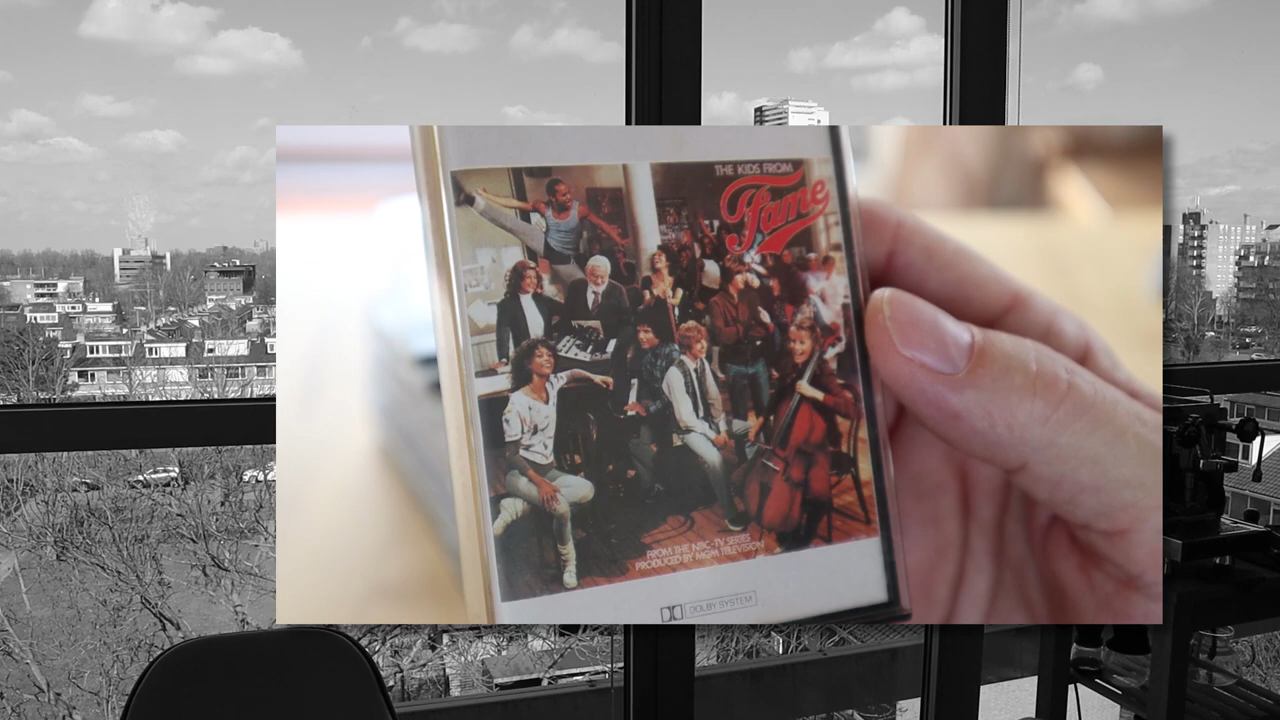 THE KIDS FROM
Fame
FROM THE NBC-TV SERIES
PRODUCED BY MGM TELEVISION
DOLBY SYSTEM